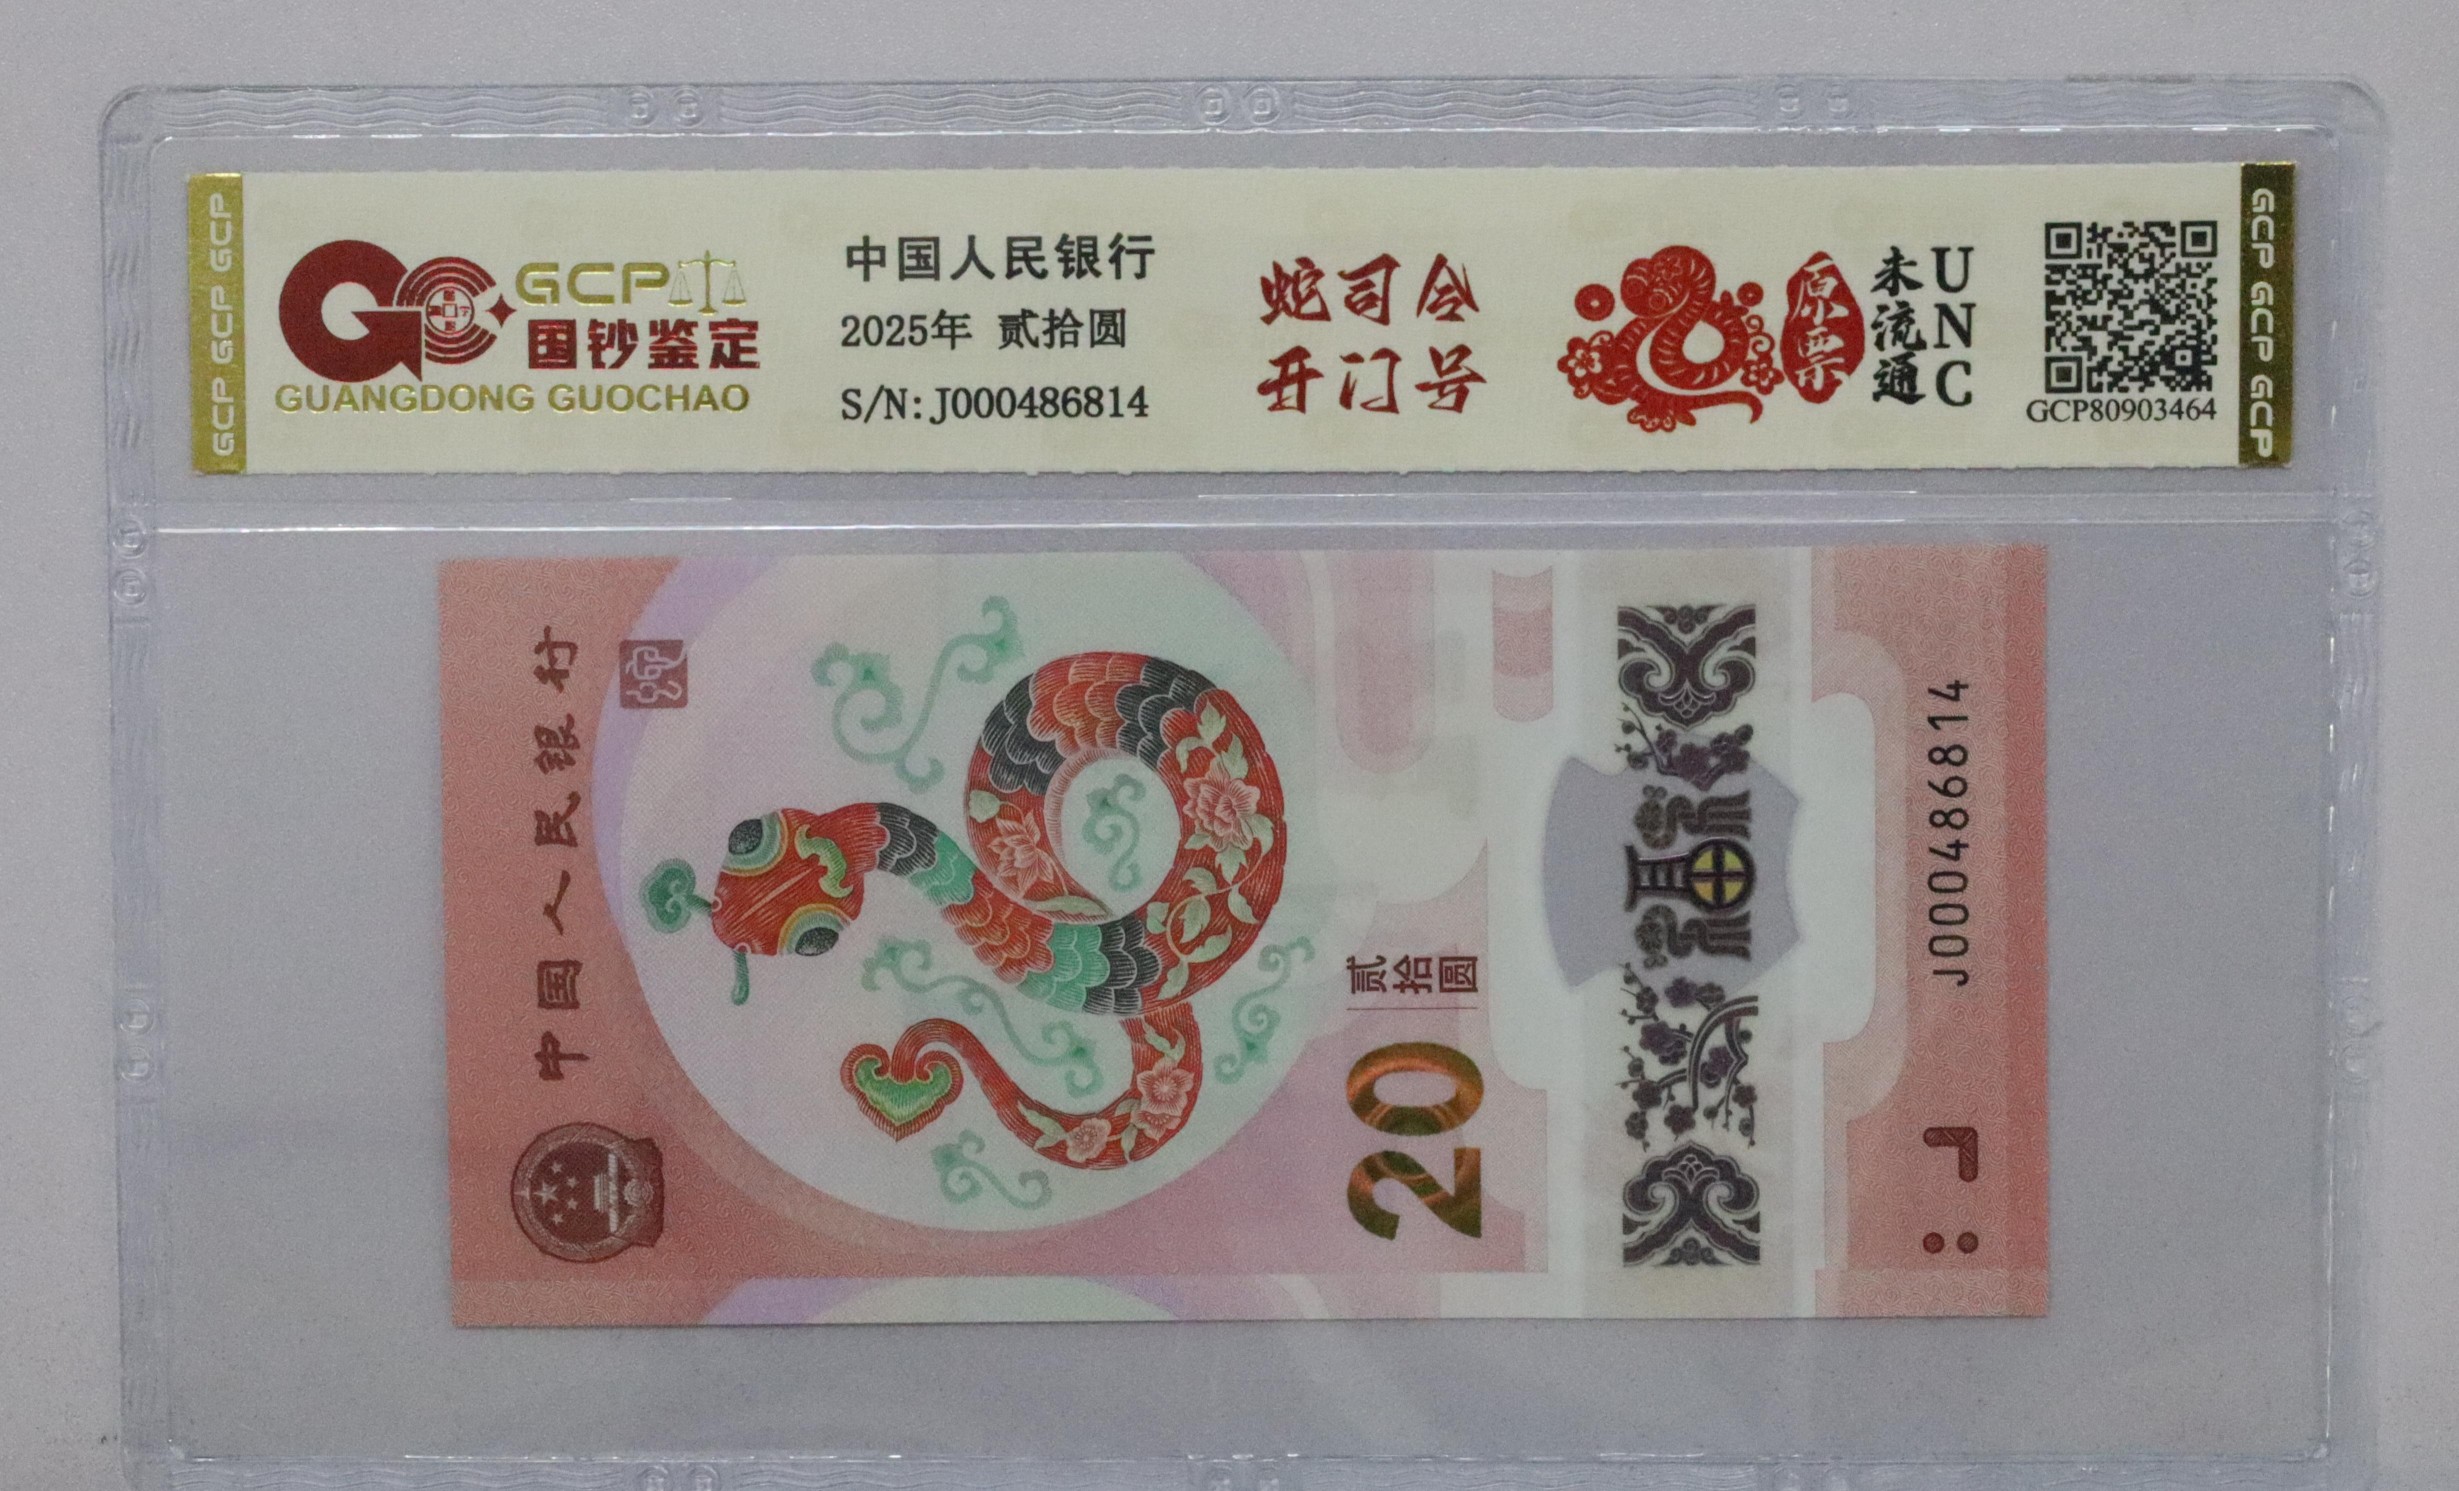 GCP GCP GCP
GCP
国钞鉴定
GUANGDONG GUOCHAO
中国人民银行
2025年 贰拾圆
S/N: J000486814
蛇司令
开门号
原票
未流通
UNC
GCP80903464
GCP GCP GCP
中国人民银行
贰拾圆
20
福
J000486814